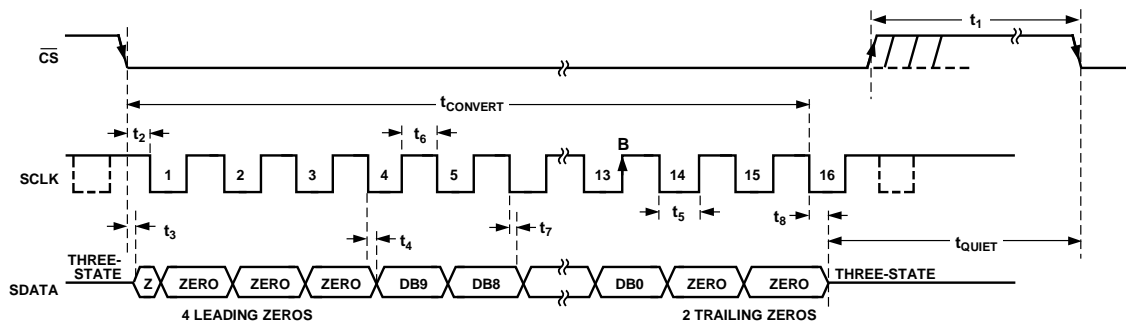 t1
CS
tCONVERT
t2
t6
B
SCLK
1 2 3 4 5 13 14 15 16
t3
t4
t7
t5
t8
tQUIET
THREE-
STATE
SDATA
Z ZERO ZERO ZERO DB9 DB8 DB0 ZERO ZERO
THREE-STATE
4 LEADING ZEROS
2 TRAILING ZEROS